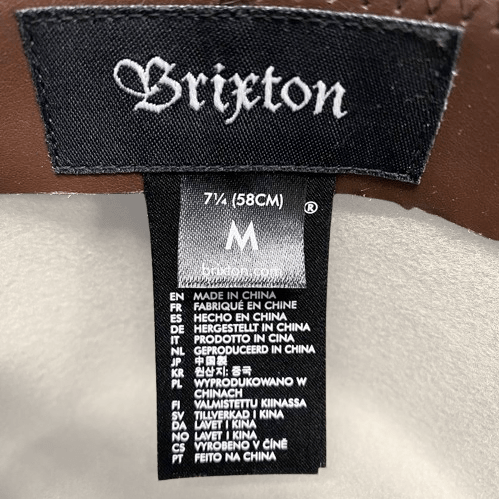 Brixton
7¼ (58CM)
®
M
brixton.com
EN MADE IN CHINA
FR FABRIQUÉ EN CHINE
ES HECHO EN CHINA
DE HERGESTELLT IN CHINA
IT PRODOTTO IN CINA
NL GEPRODUCEERD IN CHINA
JP 中国製
KR 원산지: 중국
PL WYPRODUKOWANO W
CHINACH
FI VALMISTETTU KIINASSA
SV TILLVERKAD I KINA
DA LAVET I KINA
NO LAVET I KINA
CS VYROBENO V ČÍNĚ
PT FEITO NA CHINA